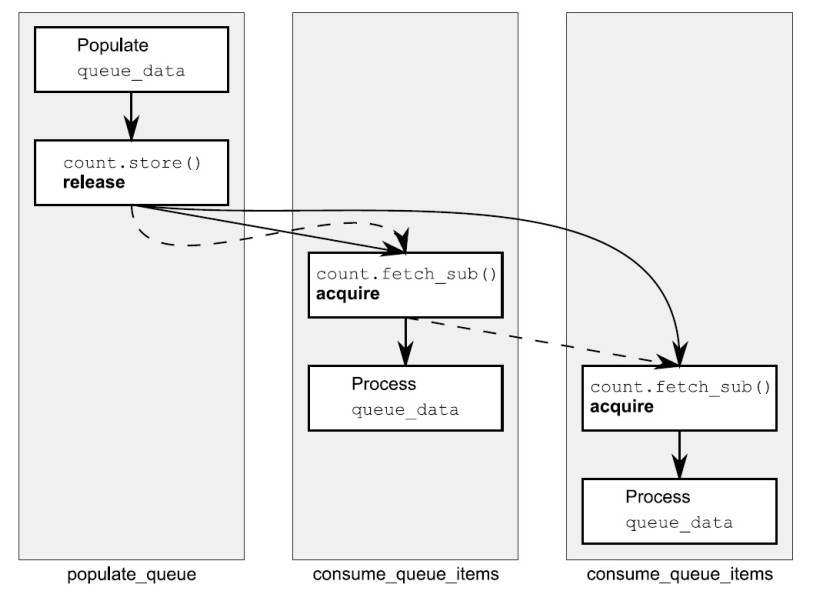 Populate
queue_data
count.store()
release
count.fetch_sub()
acquire
Process
queue_data
count.fetch_sub()
acquire
Process
queue_data
populate_queue
consume_queue_items
consume_queue_items